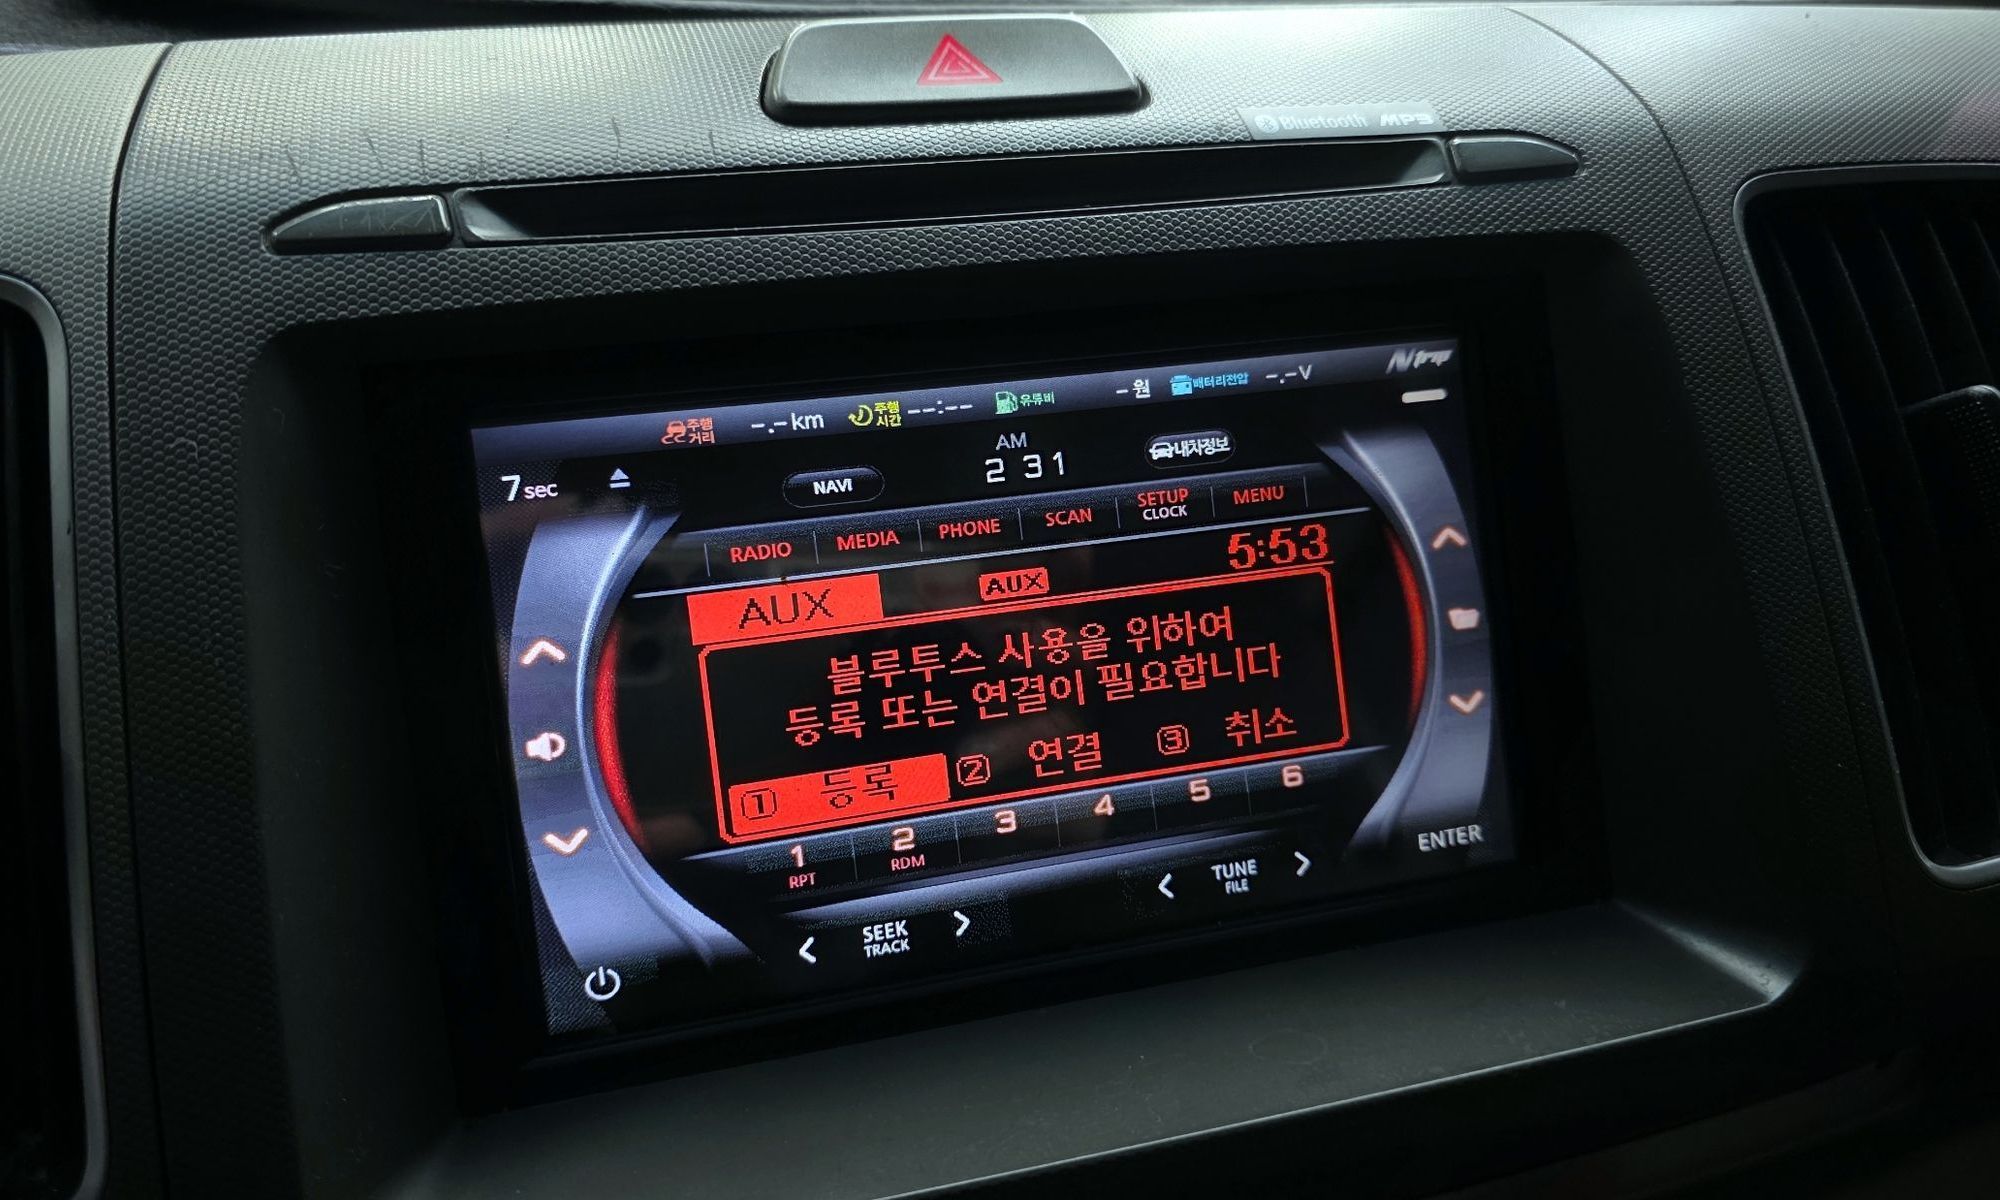 Bluetooth MP3
Ntrip
주행거리 -.-km 주행시간 --:-- 유류비 -원 배터리전압 -.-V
7sec NAVI AM 2 31 내차정보
RADIO MEDIA PHONE SCAN SETUP CLOCK MENU
AUX AUX 5:53
블루투스 사용을 위하여
등록 또는 연결이 필요합니다
① 등록 ② 연결 ③ 취소
1 2 3 4 5 6
RPT RDM
ENTER
< SEEK TRACK > < TUNE FILE >